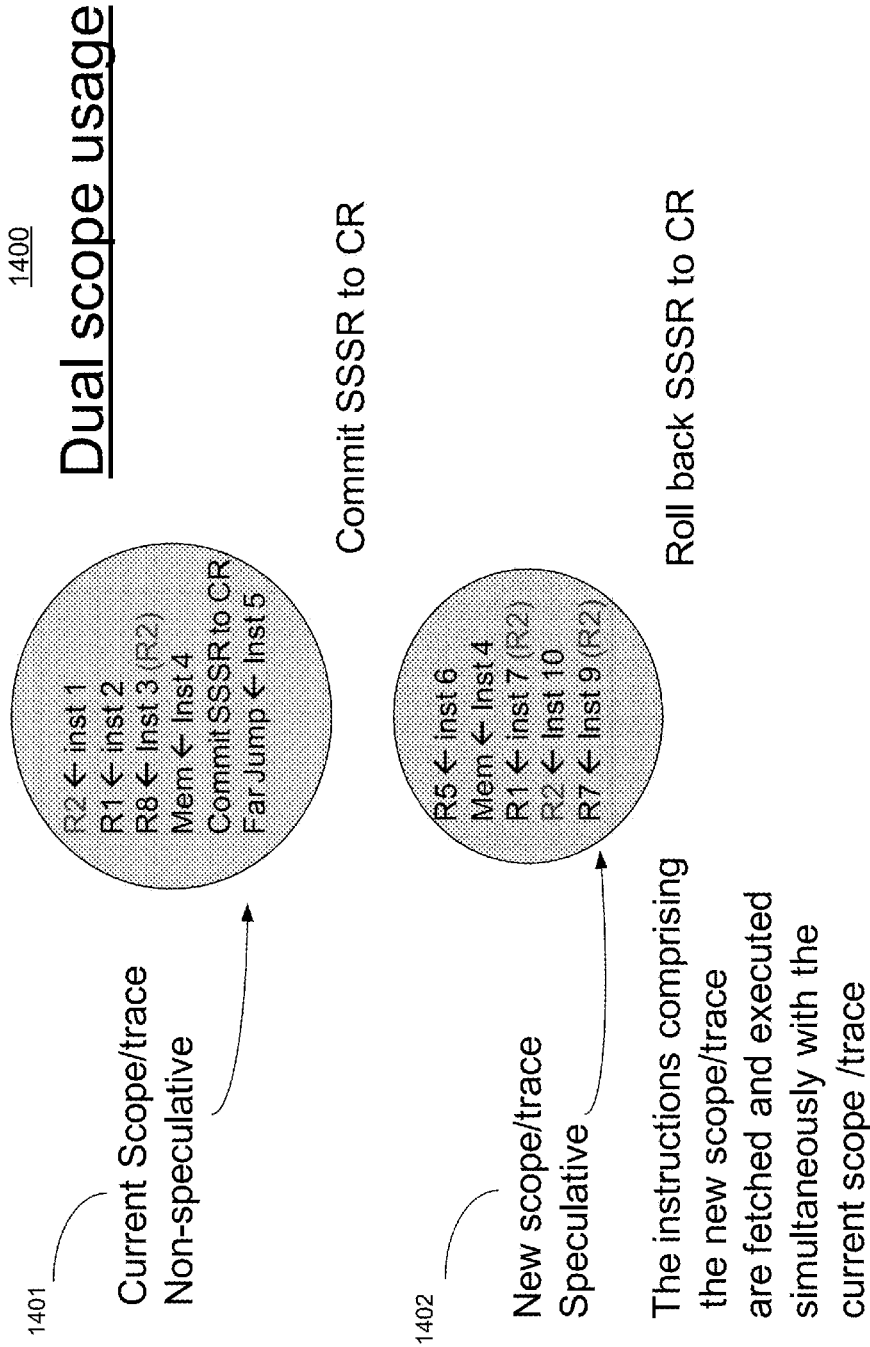 1400
Dual scope usage
1401
Current Scope/trace
Non-speculative
R2 ← inst 1
R1 ← inst 2
R8 ← Inst 3 (R2)
Mem ← Inst 4
Commit SSSR to CR
Far Jump ← Inst 5
Commit SSSR to CR
1402
New scope/trace
Speculative
R5 ← inst 6
Mem ← Inst 4
R1 ← inst 7 (R2)
R2 ← Inst 10
R7 ← Inst 9 (R2)
Roll back SSSR to CR
The instructions comprising
the new scope/trace
are fetched and executed
simultaneously with the
current scope /trace